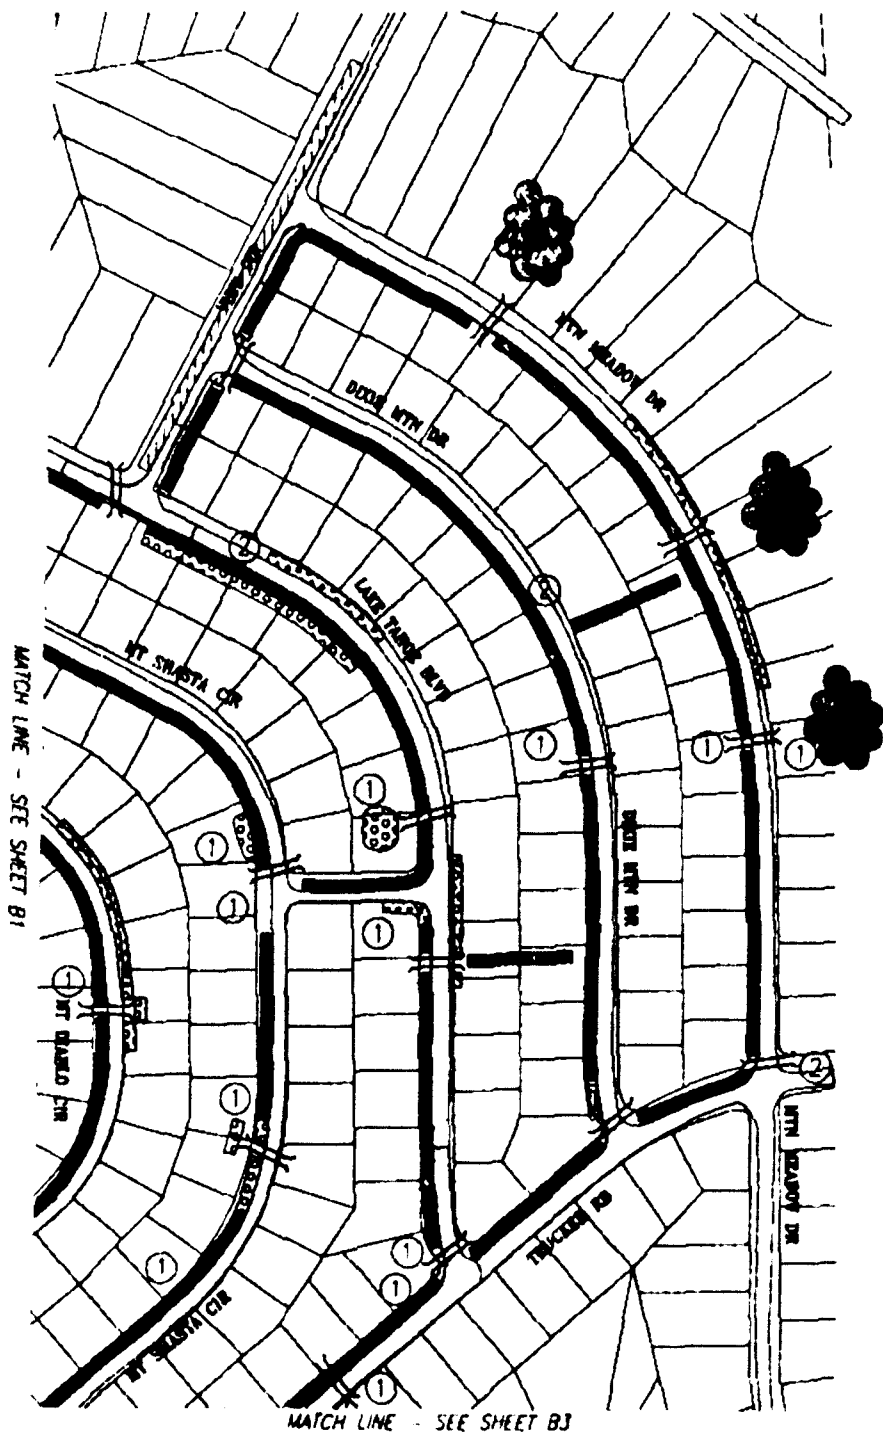 MTN MEADOW DR
MTN DR
2
LAKE TAHOE BLVD
2
MT SHASTA CIR
MATCH LINE - SEE SHEET B1
1
1
1
1
1
DIXIE MTN DR
1
1
1
1
MT DIABLO CIR
2
1
MTN MEADOW DR
TRUCKEE RD
1
1
1
MT SHASTA CIR
1
MATCH LINE - SEE SHEET B3